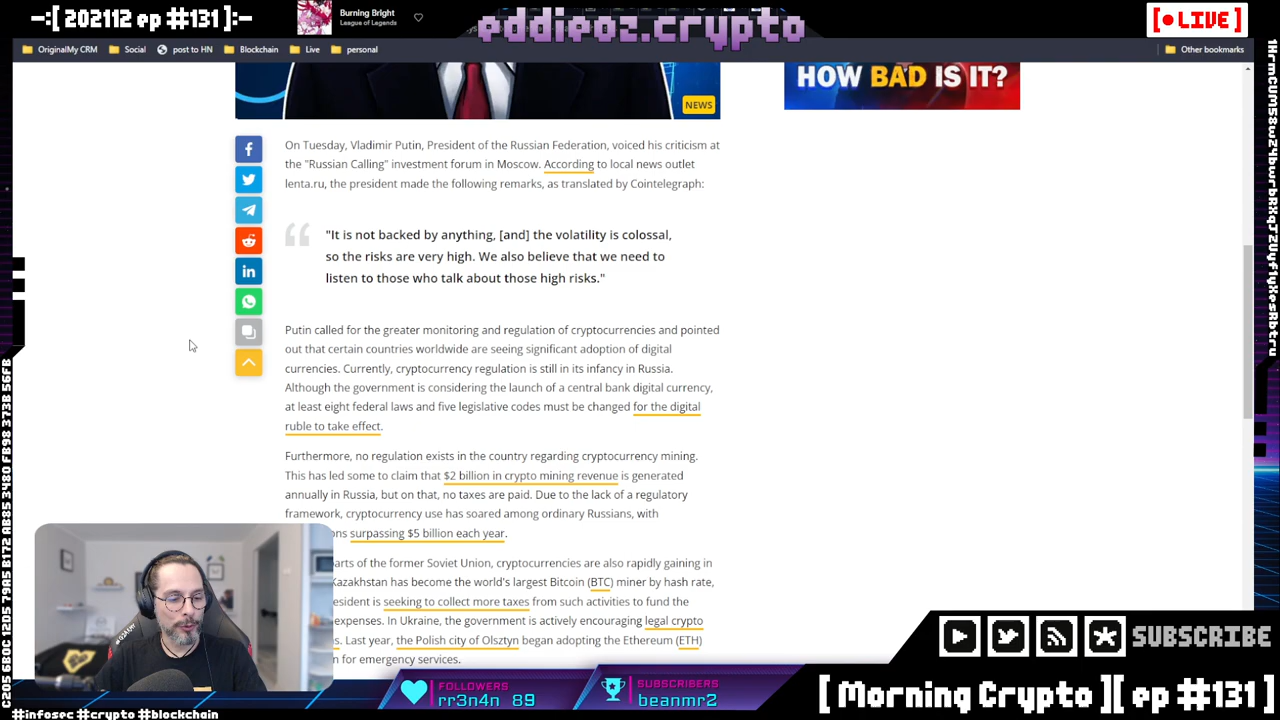 -:[ 202112 ep #131]:-
Burning Bright
League of Legends
eddieoz.crypto
[● LIVE ]
OriginalMy CRM
Social
post to HN
Blockchain
Live
personal
Other bookmarks
HOW BAD IS IT?
NEWS
On Tuesday, Vladimir Putin, President of the Russian Federation, voiced his criticism at
the "Russian Calling" investment forum in Moscow. According to local news outlet
lenta.ru, the president made the following remarks, as translated by Cointelegraph:
"It is not backed by anything, [and] the volatility is colossal,
so the risks are very high. We also believe that we need to
listen to those who talk about those high risks."
Putin called for the greater monitoring and regulation of cryptocurrencies and pointed
out that certain countries worldwide are seeing significant adoption of digital
currencies. Currently, cryptocurrency regulation is still in its infancy in Russia.
Although the government is considering the launch of a central bank digital currency,
at least eight federal laws and five legislative codes must be changed for the digital
ruble to take effect.
Furthermore, no regulation exists in the country regarding cryptocurrency mining.
This has led some to claim that $2 billion in crypto mining revenue is generated
annually in Russia, but on that, no taxes are paid. Due to the lack of a regulatory
framework, cryptocurrency use has soared among ordinary Russians, with
ons surpassing $5 billion each year.
arts of the former Soviet Union, cryptocurrencies are also rapidly gaining in
Kazakhstan has become the world's largest Bitcoin (BTC) miner by hash rate,
esident is seeking to collect more taxes from such activities to fund the
expenses. In Ukraine, the government is actively encouraging legal crypto
s. Last year, the Polish city of Olsztyn began adopting the Ethereum (ETH)
n for emergency services.
SUBSCRIBE
FOLLOWERS
rr3n4n 89
SUBSCRIBERS
beanmr2
[ Morning Crypto ][ ep #131 ]
#infosec #crypto #blockchain